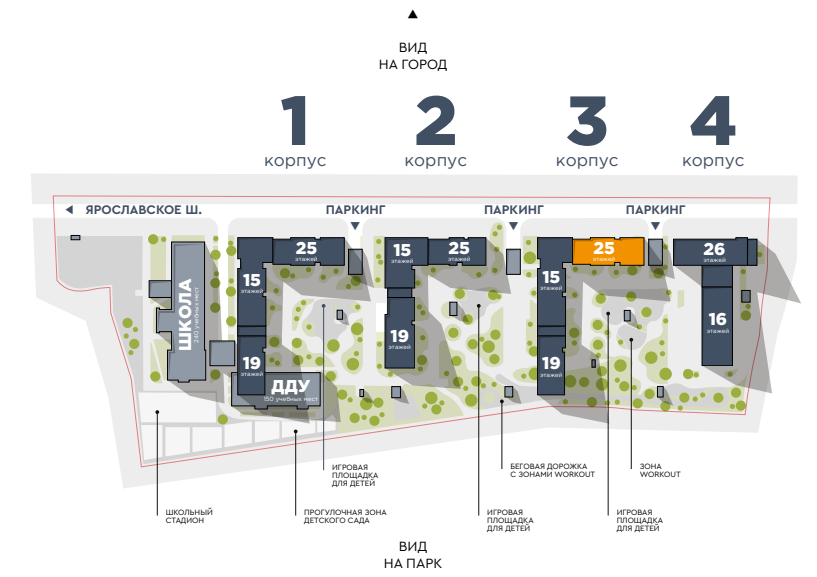 ВИД
НА ГОРОД
1
корпус
2
корпус
3
корпус
4
корпус
ЯРОСЛАВСКОЕ Ш.
ПАРКИНГ
ПАРКИНГ
ПАРКИНГ
25
этажей
15
этажей
25
этажей
15
этажей
25
этажей
26
этажей
15
этажей
16
этажей
ШКОЛА
учебных мест
19
этажей
19
этажей
19
этажей
ДДУ
150 учебных мест
ИГРОВАЯ
ПЛОЩАДКА
ДЛЯ ДЕТЕЙ
БЕГОВАЯ ДОРОЖКА
С ЗОНАМИ WORKOUT
ЗОНА
WORKOUT
ШКОЛЬНЫЙ
СТАДИОН
ПРОГУЛОЧНАЯ ЗОНА
ДЕТСКОГО САДА
ИГРОВАЯ
ПЛОЩАДКА
ДЛЯ ДЕТЕЙ
ИГРОВАЯ
ПЛОЩАДКА
ДЛЯ ДЕТЕЙ
ВИД
НА ПАРК